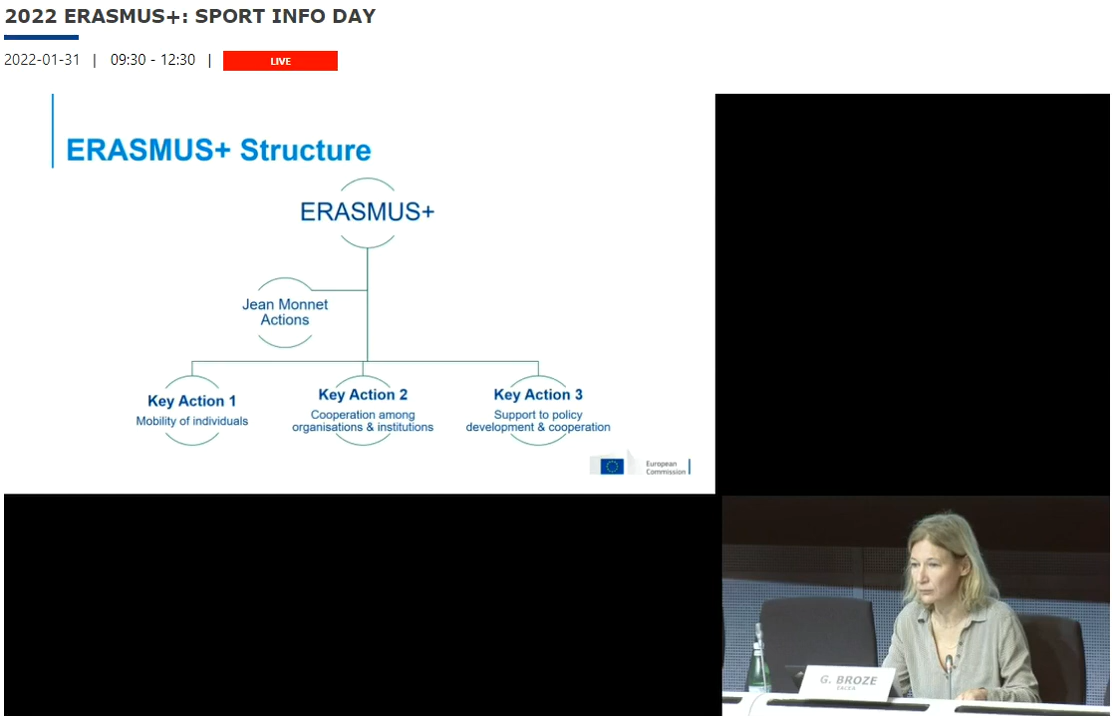 2022 ERASMUS+: SPORT INFO DAY
2022-01-31 | 09:30 - 12:30 | LIVE
ERASMUS+ Structure
ERASMUS+
Jean Monnet
Actions
Key Action 1
Mobility of individuals
Key Action 2
Cooperation among
organisations & institutions
Key Action 3
Support to policy
development & cooperation
European
Commission
G. BROZE
EACEA